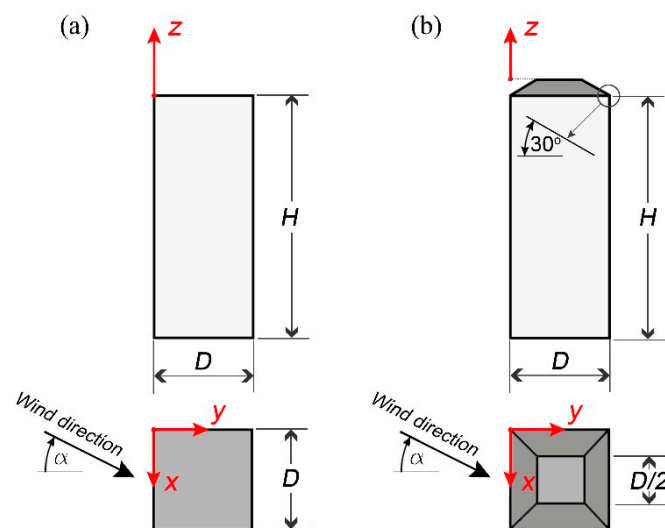 (a)
z
H
D
Wind direction
α
y
x
D
(b)
z
30°
H
D
Wind direction
α
y
x
D/2